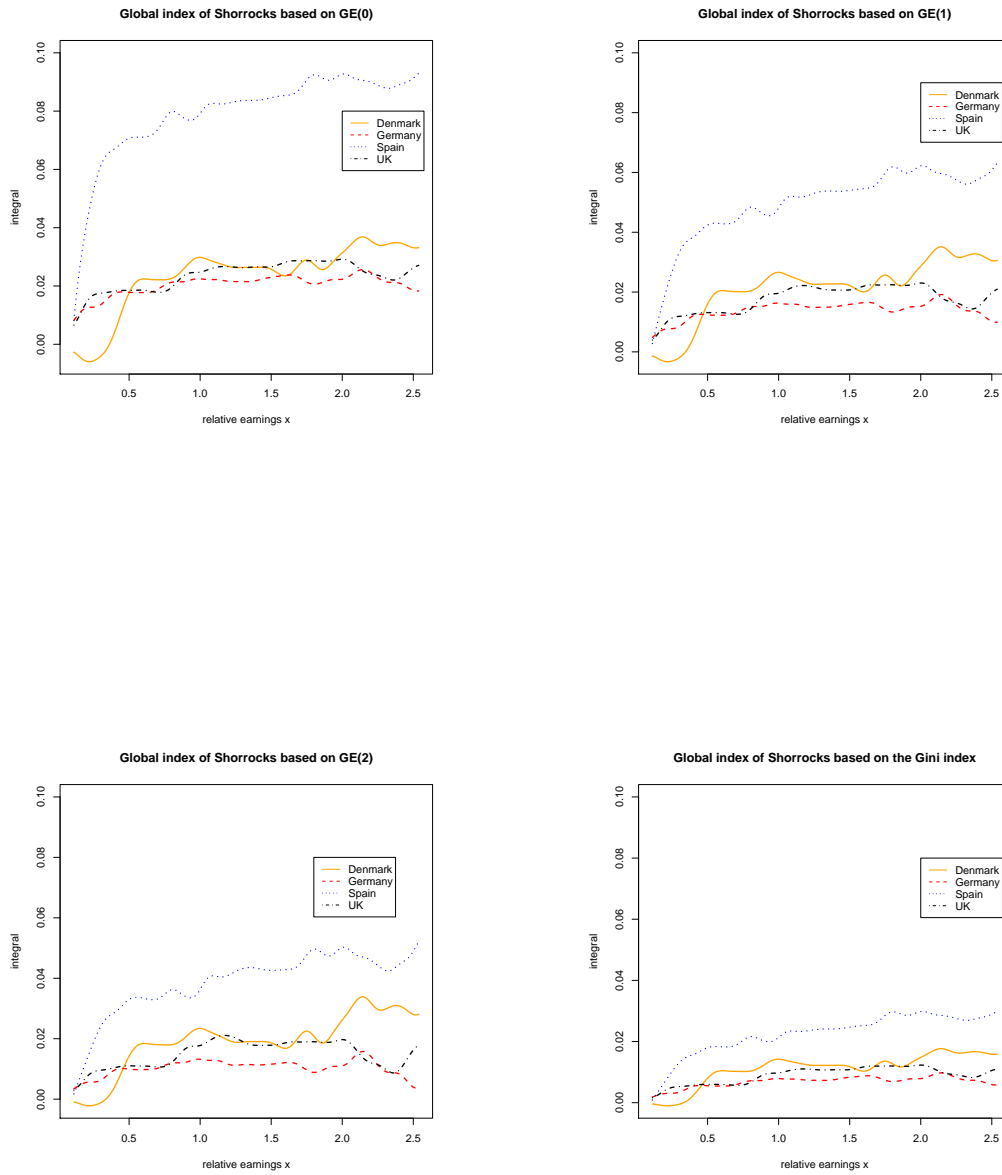 Global index of Shorrocks based on GE(0)
integral
0.00 0.02 0.04 0.06 0.08 0.10
Denmark
Germany
Spain
UK
0.5 1.0 1.5 2.0 2.5
relative earnings x
Global index of Shorrocks based on GE(1)
integral
0.00 0.02 0.04 0.06 0.08 0.10
Denmark
Germany
Spain
UK
0.5 1.0 1.5 2.0 2.5
relative earnings x
Global index of Shorrocks based on GE(2)
integral
0.00 0.02 0.04 0.06 0.08 0.10
Denmark
Germany
Spain
UK
0.5 1.0 1.5 2.0 2.5
relative earnings x
Global index of Shorrocks based on the Gini index
integral
0.00 0.02 0.04 0.06 0.08 0.10
Denmark
Germany
Spain
UK
0.5 1.0 1.5 2.0 2.5
relative earnings x